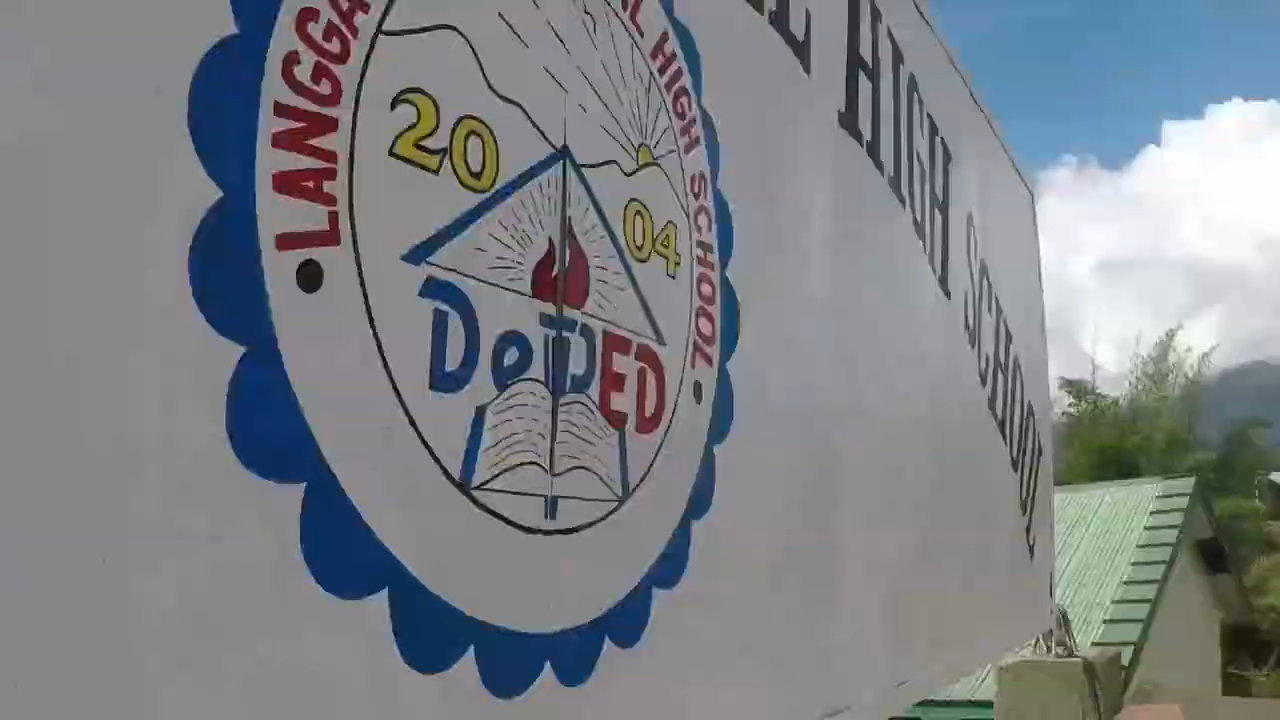 LANGGA
L HIGH SCHOOL
20 04
DepED
HIGH SCHOOL